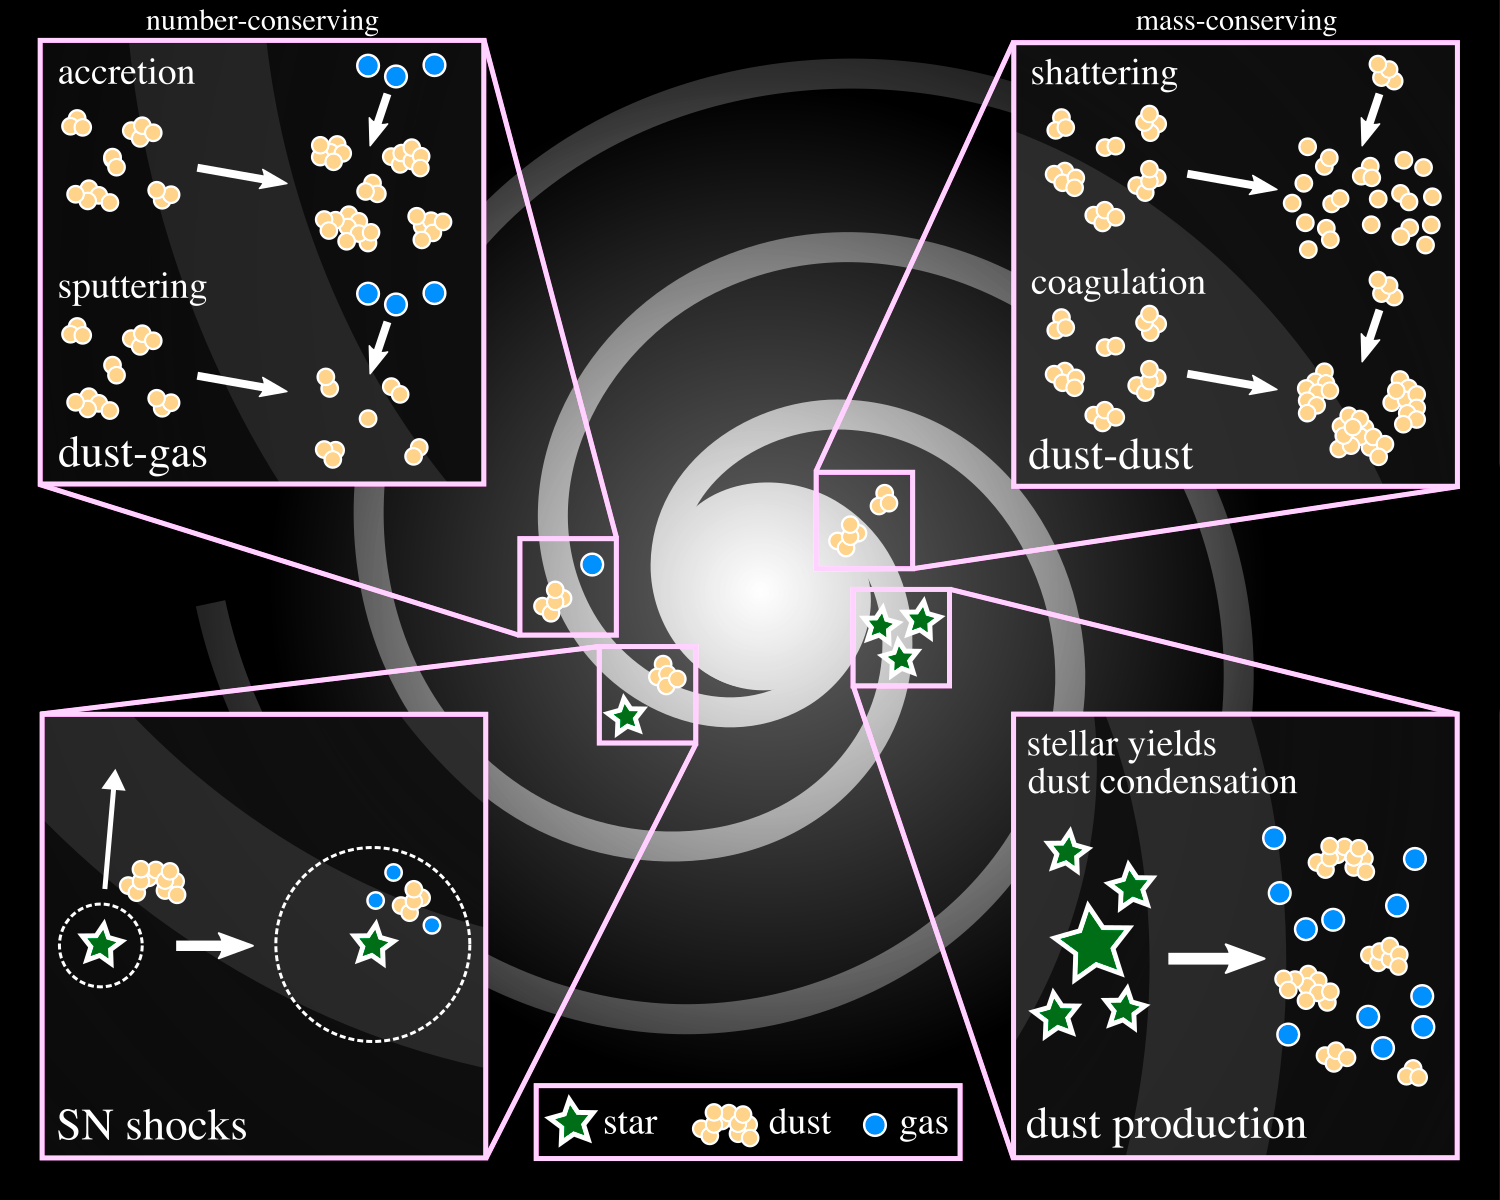 number-conserving
mass-conserving
accretion
sputtering
dust-gas
shattering
coagulation
dust-dust
SN shocks
stellar yields
dust condensation
dust production
star
dust
gas